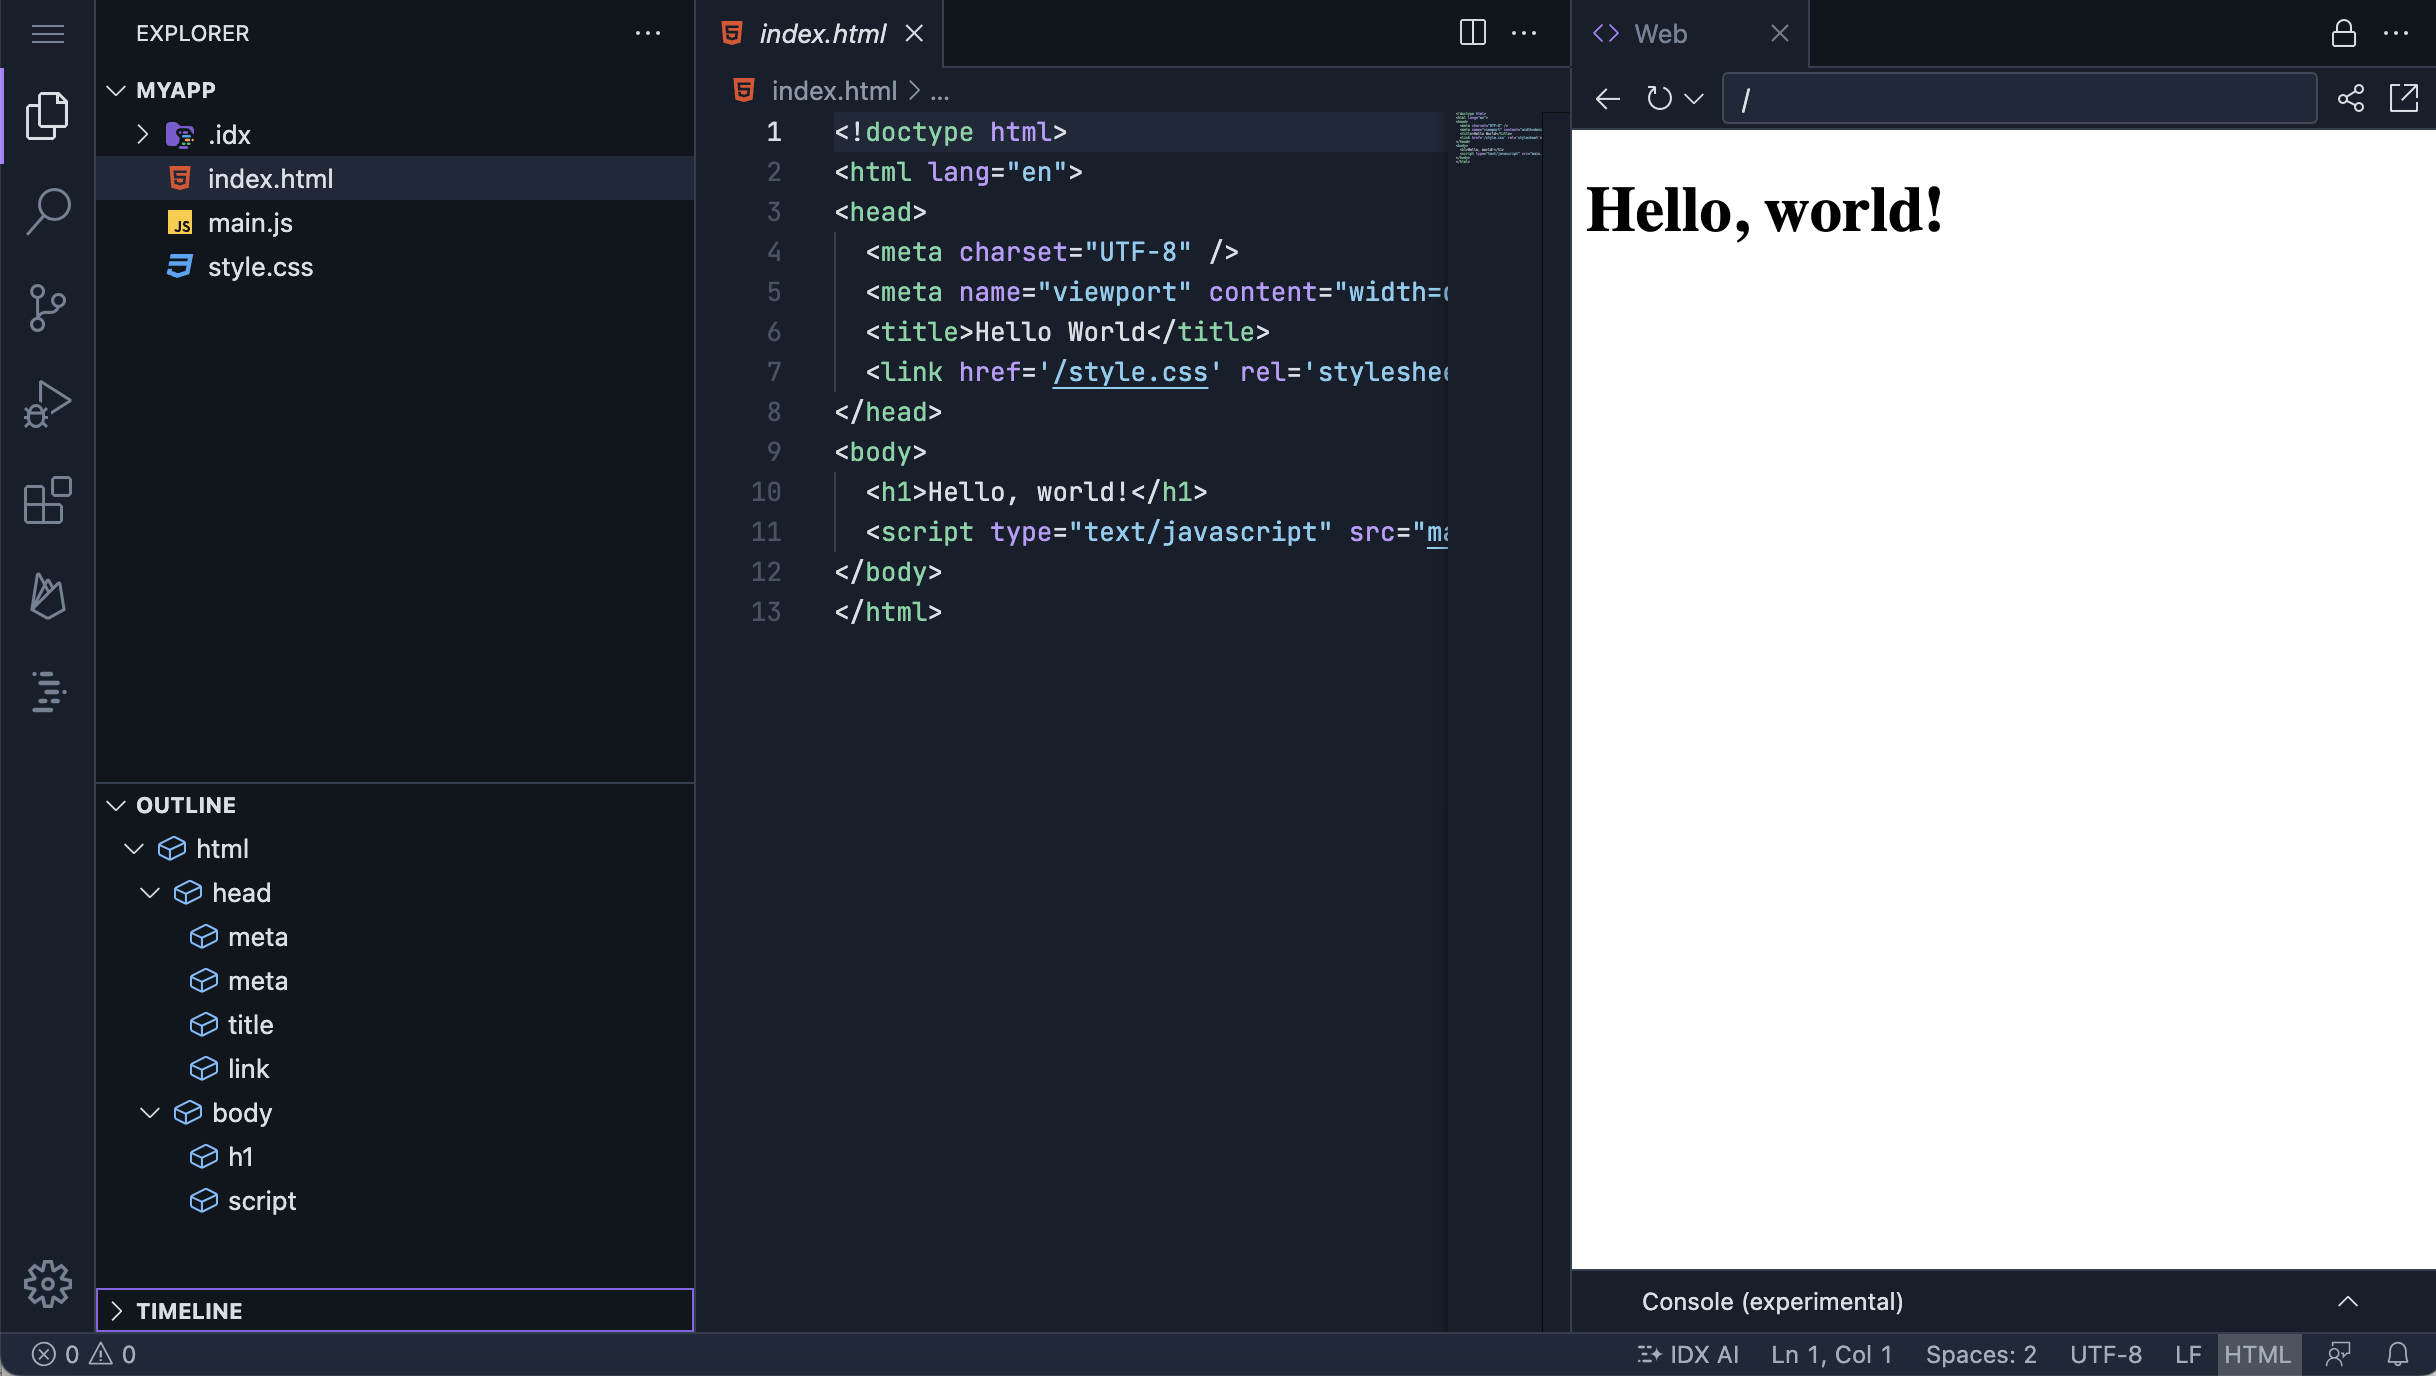 EXPLORER
MYAPP
.idx
index.html
JS main.js
style.css
OUTLINE
html
head
meta
meta
title
link
body
h1
script
TIMELINE
index.html
index.html > ...
1 <!doctype html>
2 <html lang="en">
3 <head>
4 <meta charset="UTF-8" />
5 <meta name="viewport" content="width=
6 <title>Hello World</title>
7 <link href='/style.css' rel='styleshee
8 </head>
9 <body>
10 <h1>Hello, world!</h1>
11 <script type="text/javascript" src="ma
12 </body>
13 </html>
Web
/
Hello, world!
Console (experimental)
0 0
IDX AI Ln 1, Col 1 Spaces: 2 UTF-8 LF HTML